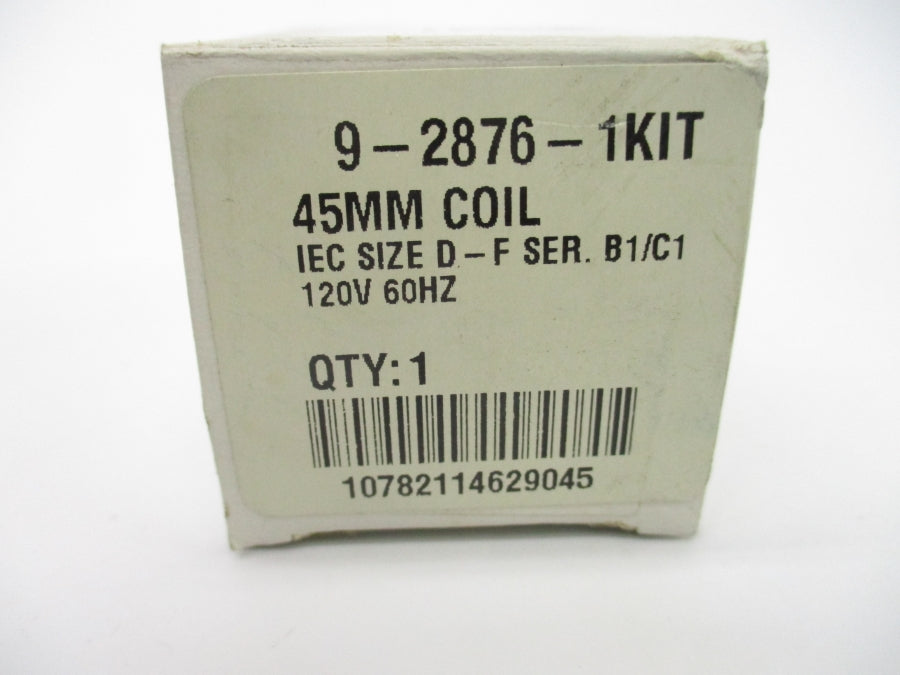 9-2876-1KIT
45MM COIL
IEC SIZE D-F SER. B1/C1
120V 60HZ
QTY: 1
10782114629045